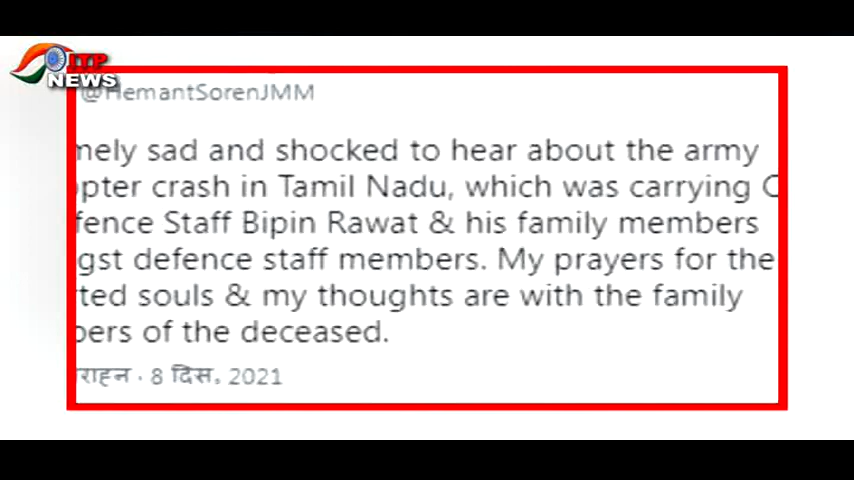 ITP
NEWS
@HemantSorenJMM
mely sad and shocked to hear about the army
pter crash in Tamil Nadu, which was carrying C
fence Staff Bipin Rawat & his family members
gst defence staff members. My prayers for the
ted souls & my thoughts are with the family
bers of the deceased.
राह्न · 8 दिस॰ 2021